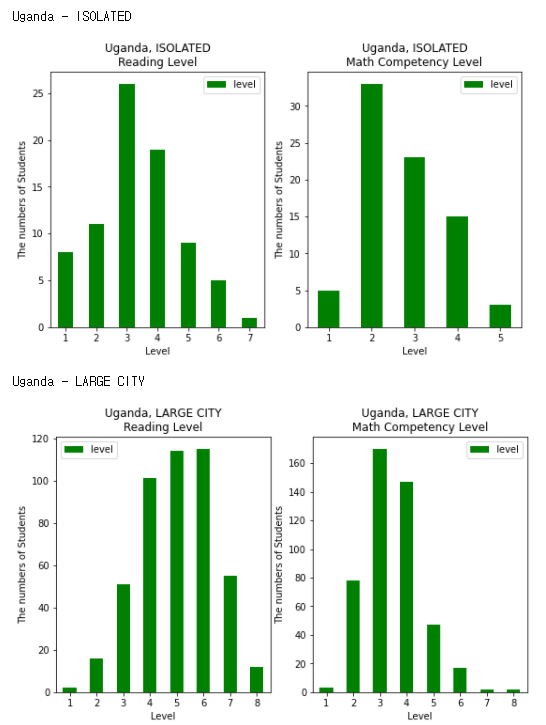 Uganda - ISOLATED
Uganda, ISOLATED
Reading Level
level
25
20
15
10
5
0
The numbers of Students
1 2 3 4 5 6 7
Level
Uganda, ISOLATED
Math Competency Level
level
30
25
20
15
10
5
0
The numbers of Students
1 2 3 4 5
Level
Uganda - LARGE CITY
Uganda, LARGE CITY
Reading Level
level
120
100
80
60
40
20
0
The numbers of Students
1 2 3 4 5 6 7 8
Level
Uganda, LARGE CITY
Math Competency Level
level
160
140
120
100
80
60
40
20
0
The numbers of Students
1 2 3 4 5 6 7 8
Level